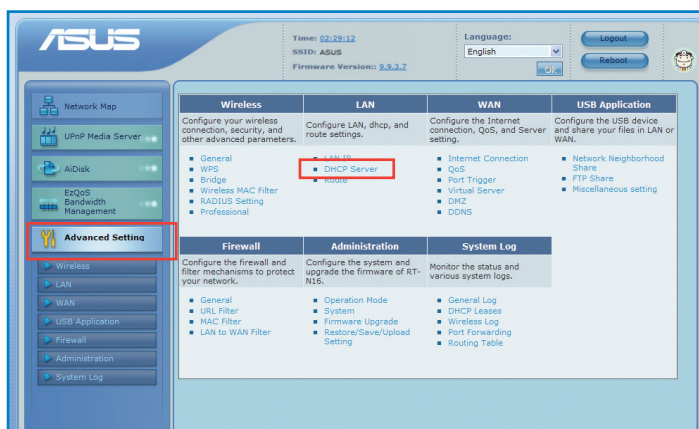 ASUS
Time: 02:29:12
SSID: ASUS
Firmware Version:: 9.9.3.7
Language:
English
OK
Logout
Reboot
Network Map
UPnP Media Server
AiDisk
EzQoS
Bandwidth
Management
Advanced Setting
Wireless
LAN
WAN
USB Application
Firewall
Administration
System Log
Wireless
Configure your wireless
connection, security, and
other advanced parameters.
General
WPS
Bridge
Wireless MAC Filter
RADIUS Setting
Professional
LAN
Configure LAN, dhcp, and
route settings.
LAN IP
DHCP Server
Route
WAN
Configure the Internet
connection, QoS, and Server
setting.
Internet Connection
QoS
Port Trigger
Virtual Server
DMZ
DDNS
USB Application
Configure the USB device
and share your files in LAN or
WAN.
Network Neighborhood
Share
FTP Share
Miscellaneous setting
Firewall
Configure the firewall and
filter mechanisms to protect
your network.
General
URL Filter
MAC Filter
LAN to WAN Filter
Administration
Configure the system and
upgrade the firmware of RT-
N16.
Operation Mode
System
Firmware Upgrade
Restore/Save/Upload
Setting
System Log
Monitor the status and
various system logs.
General Log
DHCP Leases
Wireless Log
Port Forwarding
Routing Table